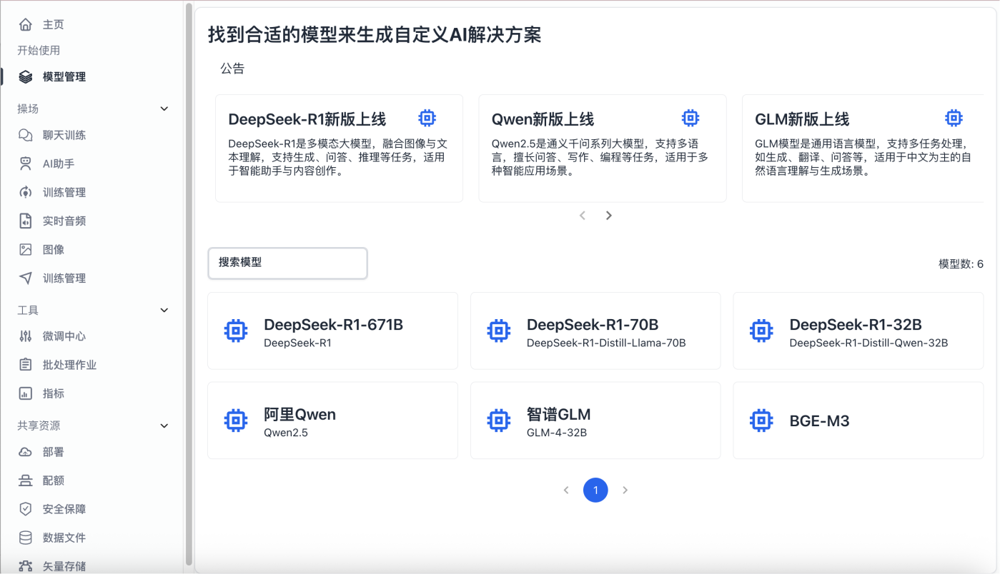 主页
开始使用
模型管理
操场
聊天训练
AI助手
训练管理
实时音频
图像
训练管理
工具
微调中心
批处理作业
指标
共享资源
部署
配额
安全保障
数据文件
矢量存储
找到合适的模型来生成自定义AI解决方案
公告
DeepSeek-R1新版上线
DeepSeek-R1是多模态大模型，融合图像与文
本理解，支持生成、问答、推理等任务，适用
于智能助手与内容创作。
Qwen新版上线
Qwen2.5是通义千问系列大模型，支持多语
言，擅长问答、写作、编程等任务，适用于多
种智能应用场景。
GLM新版上线
GLM模型是通用语言模型，支持多任务处理，
如生成、翻译、问答等，适用于中文为主的自
然语言理解与生成场景。
搜索模型
模型数: 6
DeepSeek-R1-671B
DeepSeek-R1
DeepSeek-R1-70B
DeepSeek-R1-Distill-Llama-70B
DeepSeek-R1-32B
DeepSeek-R1-Distill-Qwen-32B
阿里Qwen
Qwen2.5
智谱GLM
GLM-4-32B
BGE-M3
1